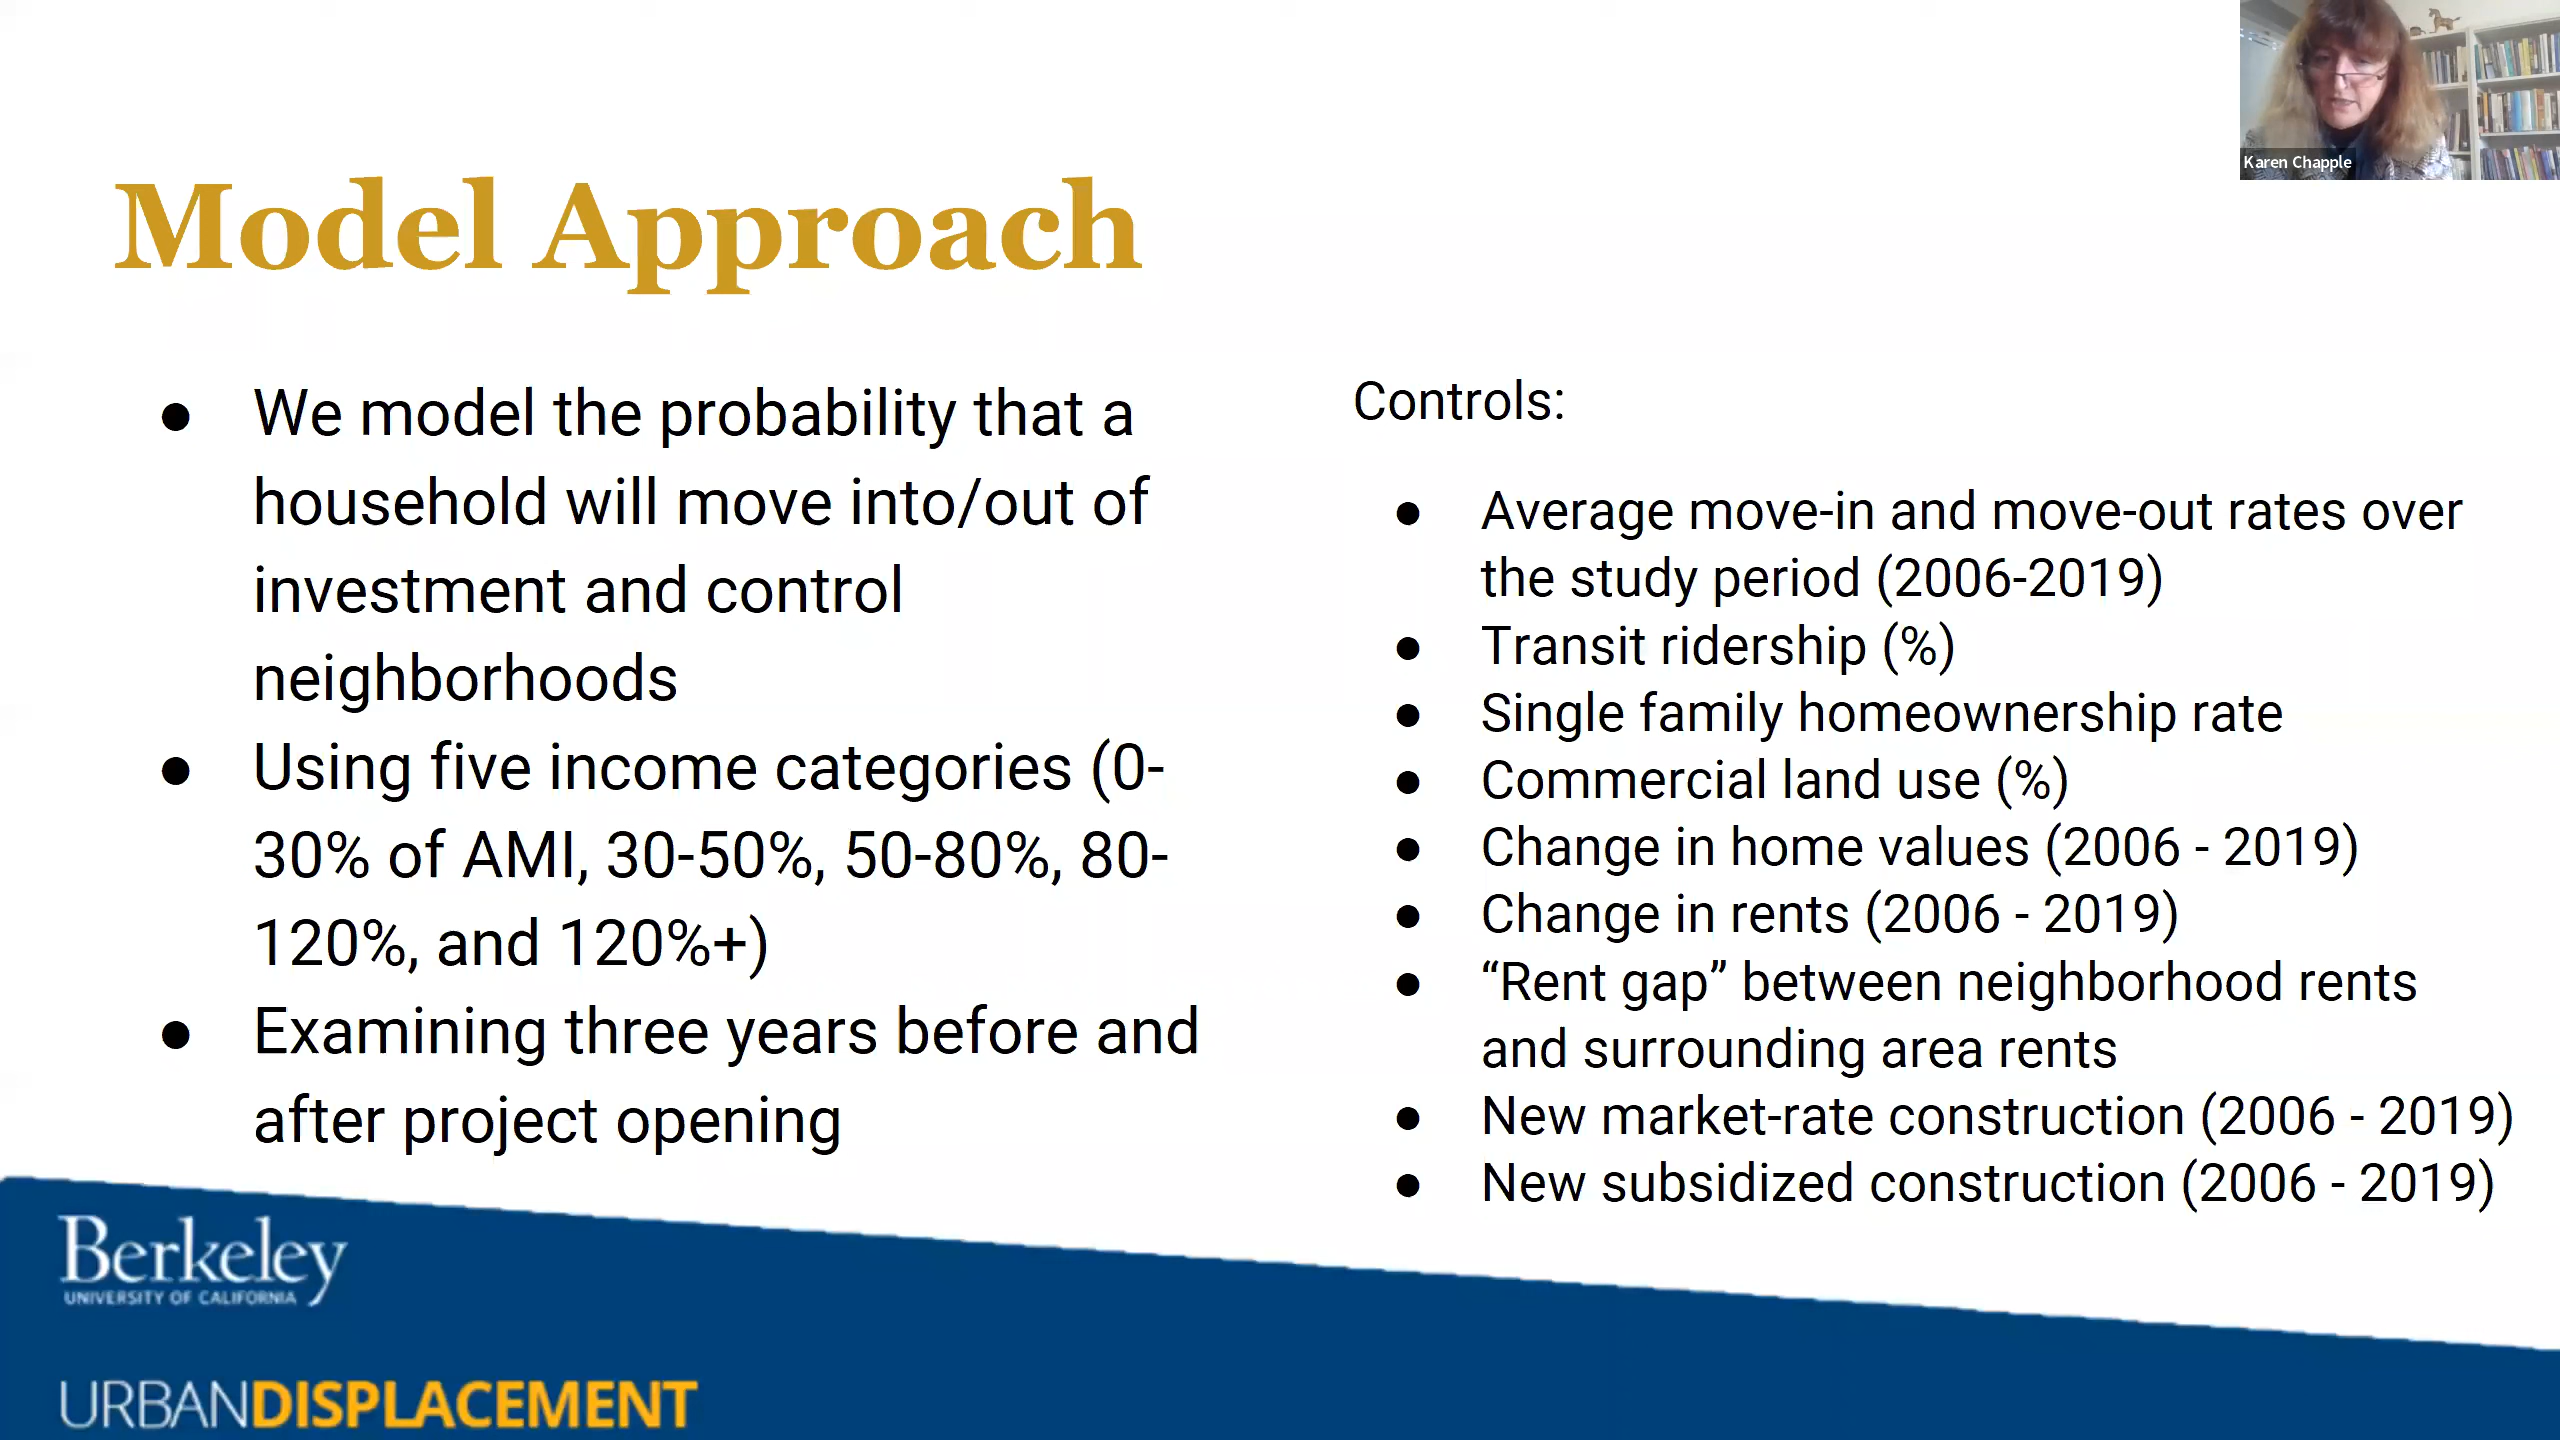 Karen Chapple
Model Approach
● We model the probability that a
household will move into/out of
investment and control
neighborhoods
● Using five income categories (0-
30% of AMI, 30-50%, 50-80%, 80-
120%, and 120%+)
● Examining three years before and
after project opening
Controls:
● Average move-in and move-out rates over
the study period (2006-2019)
● Transit ridership (%)
● Single family homeownership rate
● Commercial land use (%)
● Change in home values (2006 - 2019)
● Change in rents (2006 - 2019)
● “Rent gap” between neighborhood rents
and surrounding area rents
● New market-rate construction (2006 - 2019)
● New subsidized construction (2006 - 2019)
Berkeley
UNIVERSITY OF CALIFORNIA
URBANDISPLACEMENT